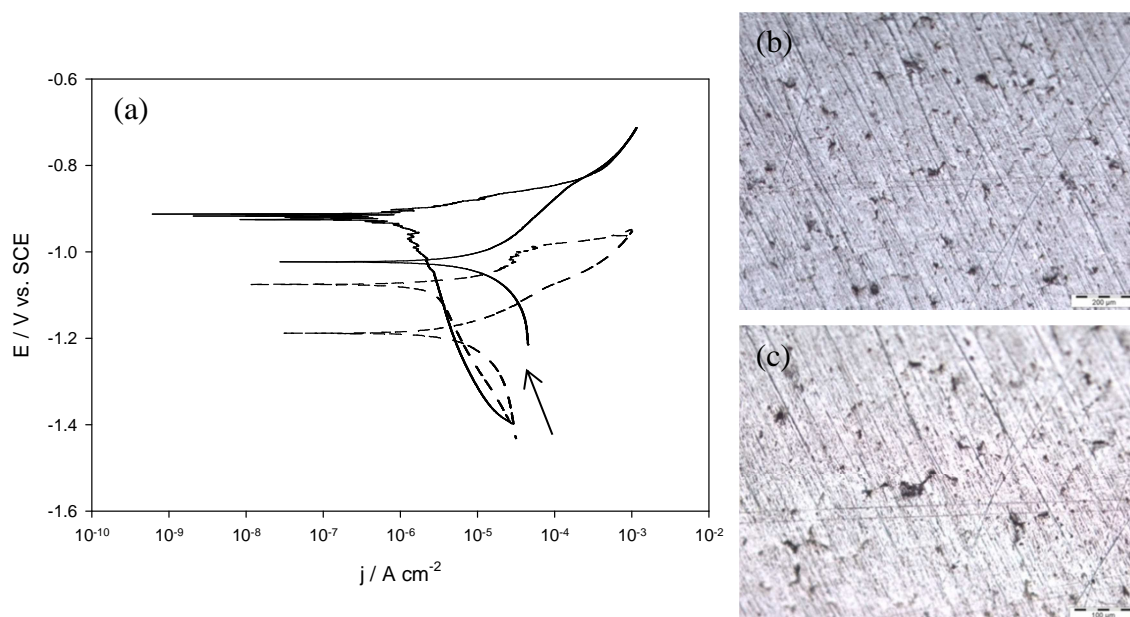 (a)
-0.6
-0.8
-1.0
-1.2
-1.4
-1.6
E / V vs. SCE
10⁻¹⁰ 10⁻⁹ 10⁻⁸ 10⁻⁷ 10⁻⁶ 10⁻⁵ 10⁻⁴ 10⁻³ 10⁻²
j / A cm⁻²
(b)
200 µm
(c)
100 µm